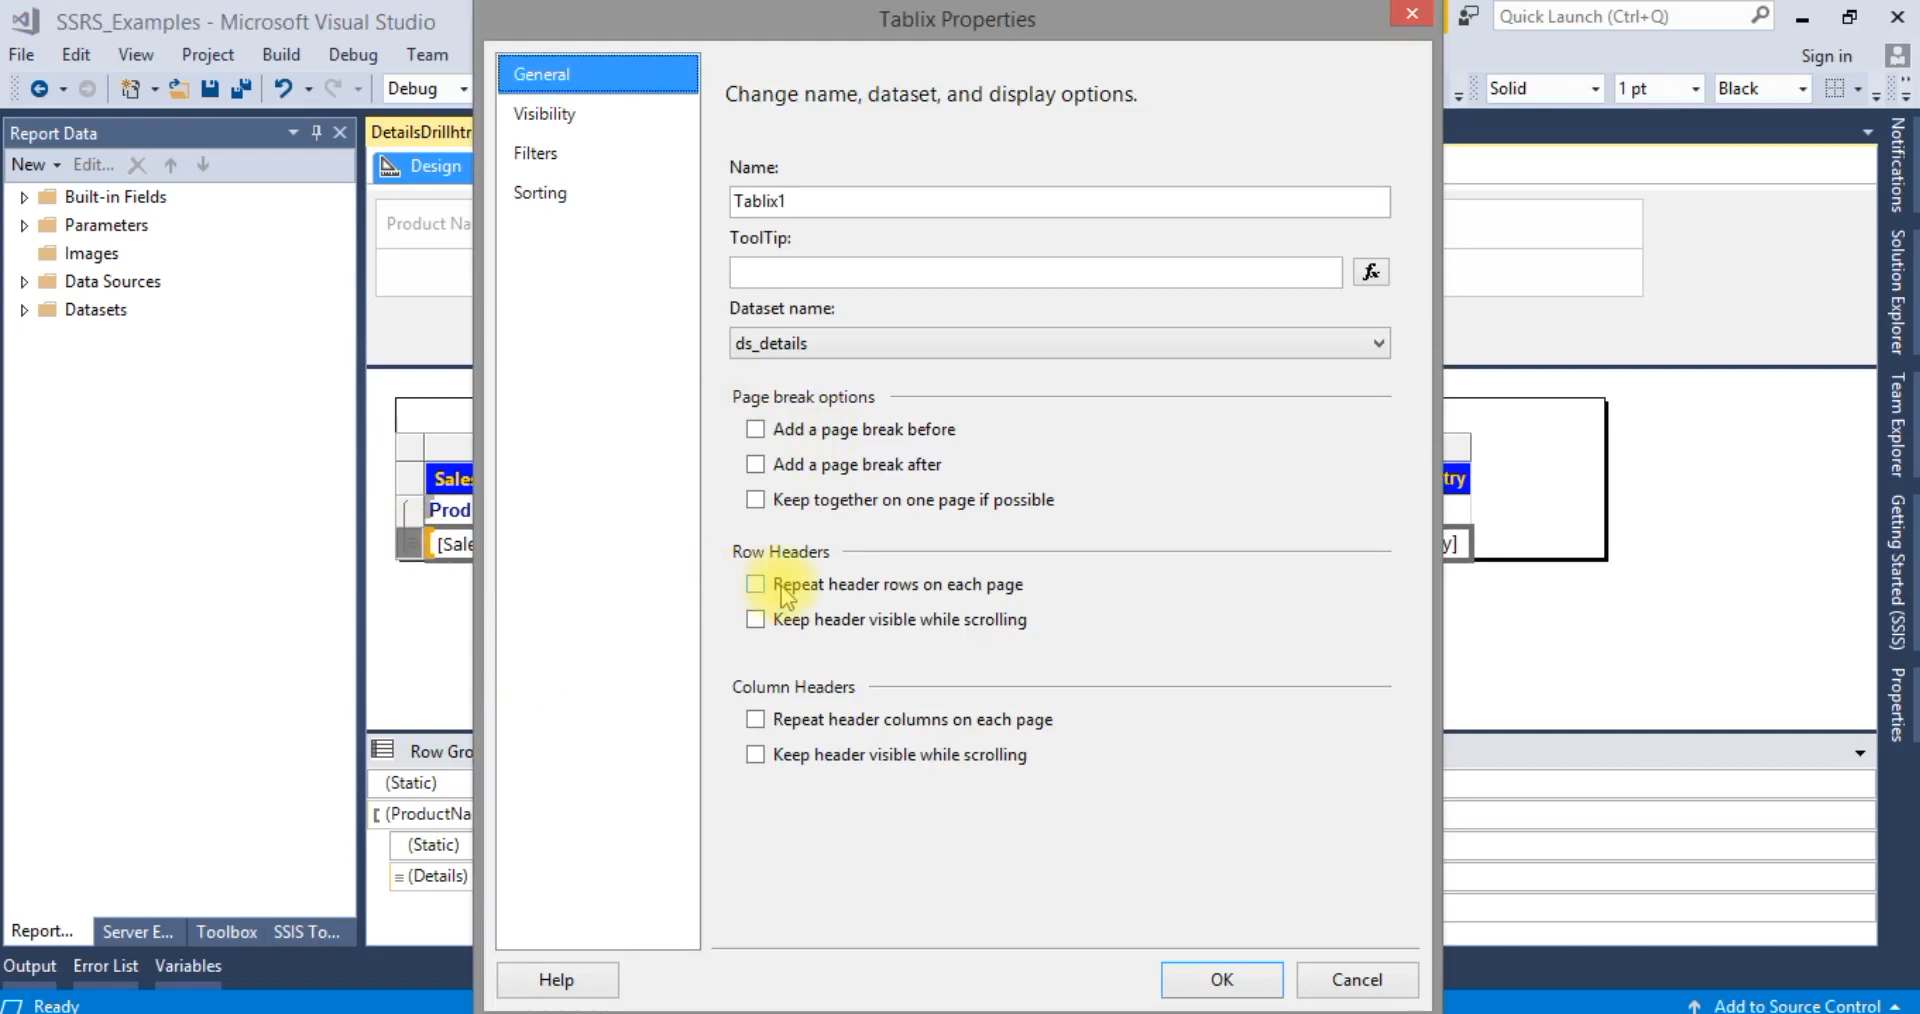 SSRS_Examples - Microsoft Visual Studio
Tablix Properties
Quick Launch (Ctrl+Q)
File Edit View Project Build Debug Team
Sign in
Debug
Solid 1 pt Black
Report Data
New Edit...
Built-in Fields
Parameters
Images
Data Sources
Datasets
DetailsDrillhtr
Design
Product Na
Sales
Prod
[Sale
General
Visibility
Filters
Sorting
Change name, dataset, and display options.
Name:
Tablix1
ToolTip:
fx
Dataset name:
ds_details
Page break options
Add a page break before
Add a page break after
Keep together on one page if possible
Row Headers
Repeat header rows on each page
Keep header visible while scrolling
Column Headers
Repeat header columns on each page
Keep header visible while scrolling
Help OK Cancel
try
y]
Notifications
Solution Explorer
Team Explorer
Getting Started (SSIS)
Properties
Row Gro
(Static)
(ProductNa
(Static)
(Details)
Report... Server E... Toolbox SSIS To...
Output Error List Variables
Ready
Add to Source Control